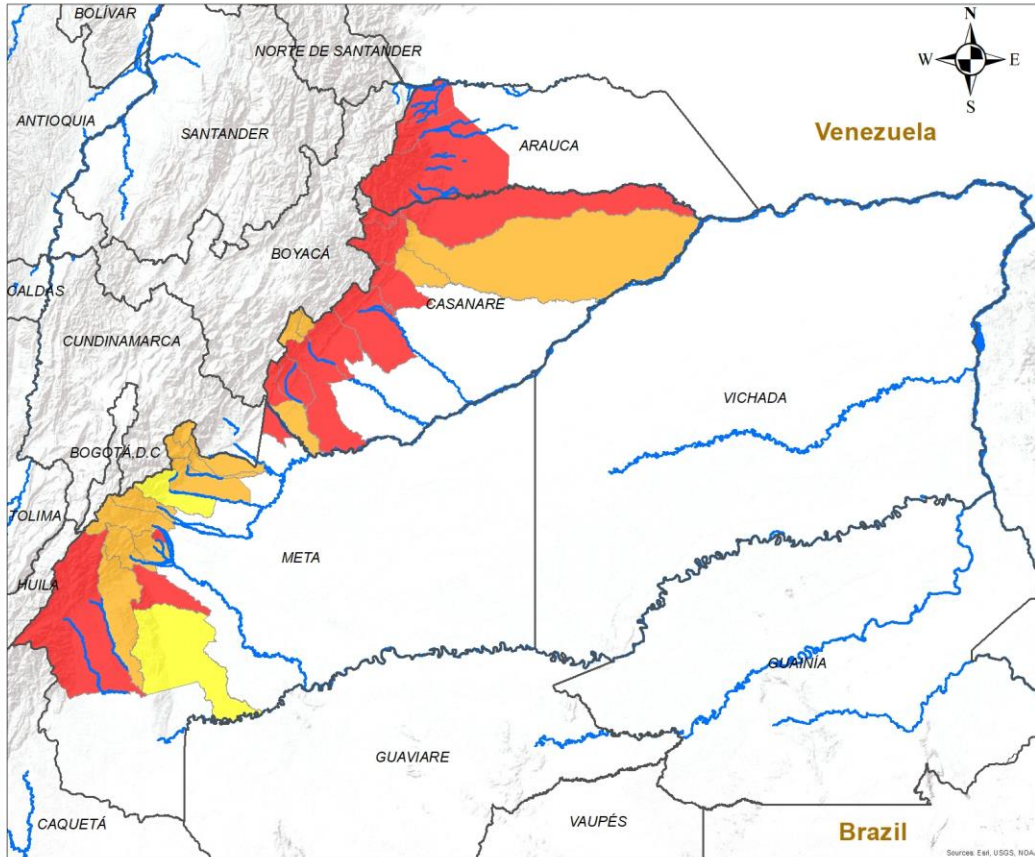 BOLÍVAR
NORTE DE SANTANDER
N
W E
S
ANTIOQUIA
SANTANDER
ARAUCA
Venezuela
BOYACÁ
CALDAS
CASANARE
CUNDINAMARCA
VICHADA
BOGOTÁ.D.C
TOLIMA
META
HUILA
GUAINÍA
GUAVIARE
CAQUETÁ
VAUPÉS
Brazil
Sources: Esri, USGS, NOAA